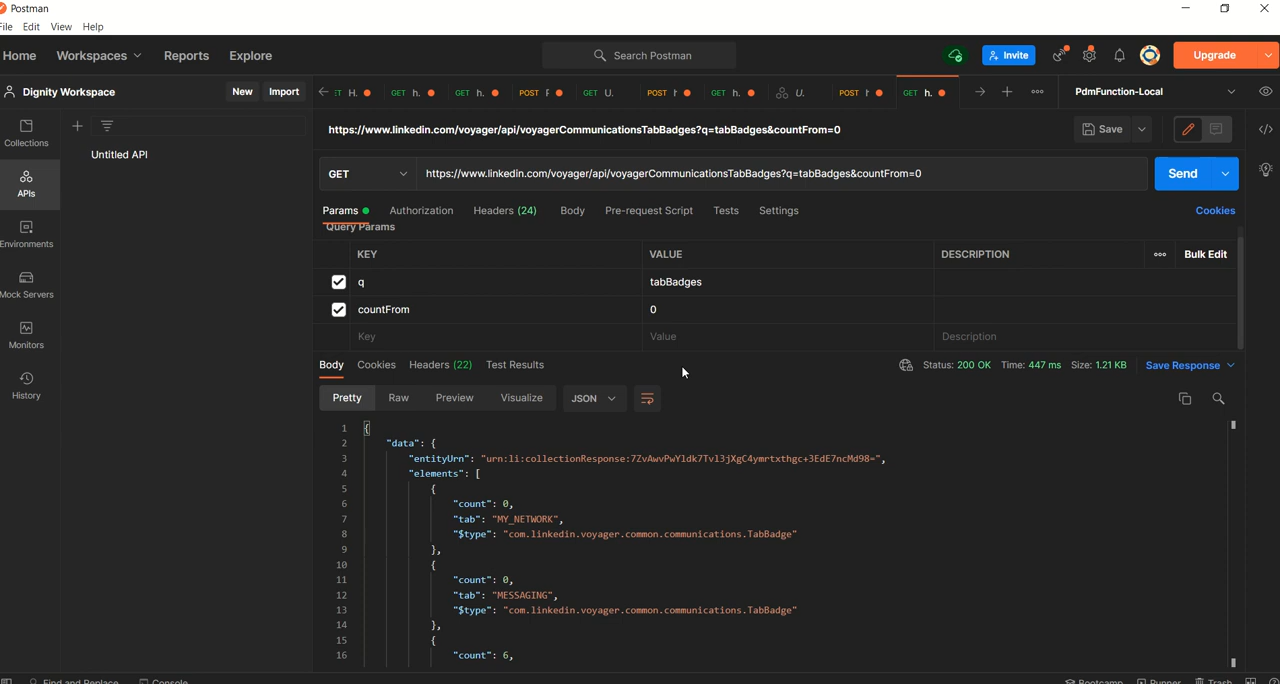 Postman
File Edit View Help
Home Workspaces Reports Explore Search Postman Invite Upgrade
Dignity Workspace New Import H. GET h. GET h. POST GET U. POST GET h. U. POST GET h. PdmFunction-Local
https://www.linkedin.com/voyager/api/voyagerCommunicationsTabBadges?q=tabBadges&countFrom=0 Save
Collections
Untitled API
GET https://www.linkedin.com/voyager/api/voyagerCommunicationsTabBadges?q=tabBadges&countFrom=0 Send
APIs
Params Authorization Headers (24) Body Pre-request Script Tests Settings Cookies
Query Params
Environments
KEY VALUE DESCRIPTION Bulk Edit
q tabBadges
Mock Servers
countFrom 0
Key Value Description
Monitors
Body Cookies Headers (22) Test Results Status: 200 OK Time: 447 ms Size: 1.21 KB Save Response
History
Pretty Raw Preview Visualize JSON
1 {
2 "data": {
3 "entityUrn": "urn:li:collectionResponse:7ZvAwvPwYldk7Tvl3jXgC4ymrtxthgc+3EdE7ncMd98=",
4 "elements": [
5 {
6 "count": 0,
7 "tab": "MY_NETWORK",
8 "$type": "com.linkedin.voyager.common.communications.TabBadge"
9 },
10 {
11 "count": 0,
12 "tab": "MESSAGING",
13 "$type": "com.linkedin.voyager.common.communications.TabBadge"
14 },
15 {
16 "count": 6,
Find and Replace Console Bootcamp Runner Trash